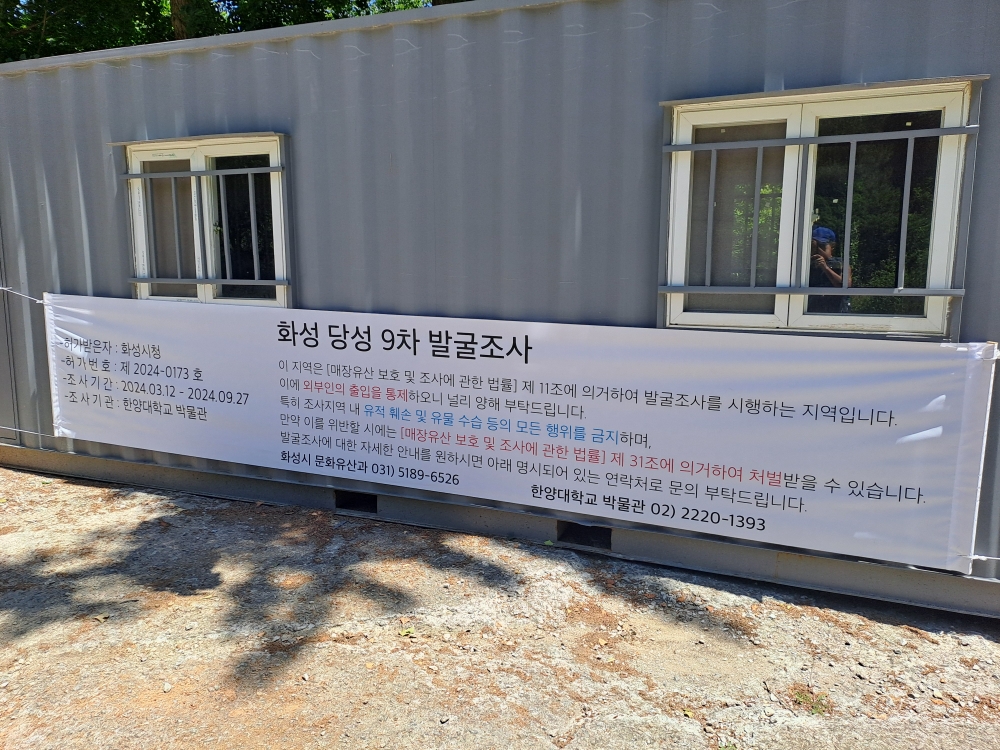 -허가받은자 : 화성시청
-허 가 번 호 : 제 2024-0173 호
-조 사 기 간 : 2024.03.12 - 2024.09.27
-조 사 기 관 : 한양대학교 박물관
화성 당성 9차 발굴조사
이 지역은 [매장유산 보호 및 조사에 관한 법률] 제 11조에 의거하여 발굴조사를 시행하는 지역입니다.
이에 외부인의 출입을 통제하오니 널리 양해 부탁드립니다.
특히 조사지역 내 유적 훼손 및 유물 수습 등의 모든 행위를 금지하며,
만약 이를 위반할 시에는 [매장유산 보호 및 조사에 관한 법률] 제 31조에 의거하여 처벌받을 수 있습니다.
발굴조사에 대한 자세한 안내를 원하시면 아래 명시되어 있는 연락처로 문의 부탁드립니다.
화성시 문화유산과 031) 5189-6526
한양대학교 박물관 02) 2220-1393